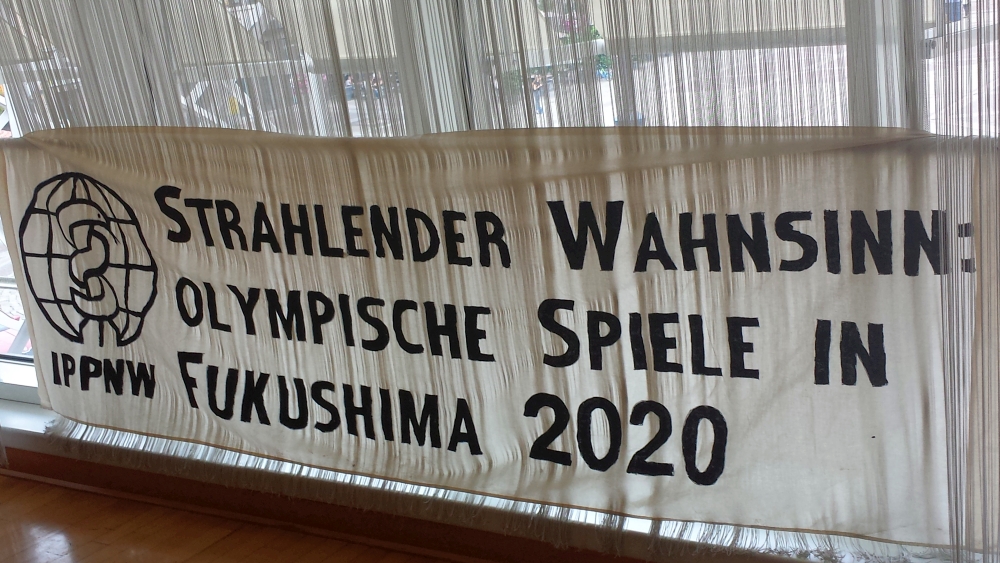 STRAHLENDER WAHNSINN:
OLYMPISCHE SPIELE IN
FUKUSHIMA 2020
IPPNW